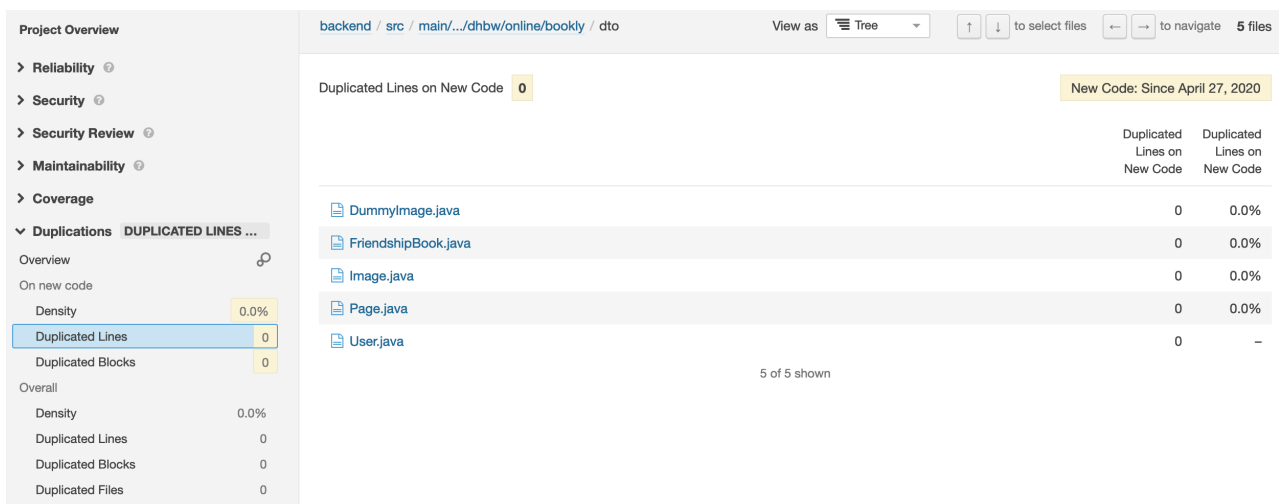 Project Overview
Reliability
Security
Security Review
Maintainability
Coverage
Duplications DUPLICATED LINES ...
Overview
On new code
Density 0.0%
Duplicated Lines 0
Duplicated Blocks 0
Overall
Density 0.0%
Duplicated Lines 0
Duplicated Blocks 0
Duplicated Files 0
backend / src / main/.../dhbw/online/bookly / dto
View as Tree
↑ ↓ to select files ← → to navigate 5 files
Duplicated Lines on New Code 0
New Code: Since April 27, 2020
Duplicated Lines on New Code
Duplicated Lines on New Code
DummyImage.java 0 0.0%
FriendshipBook.java 0 0.0%
Image.java 0 0.0%
Page.java 0 0.0%
User.java 0 –
5 of 5 shown